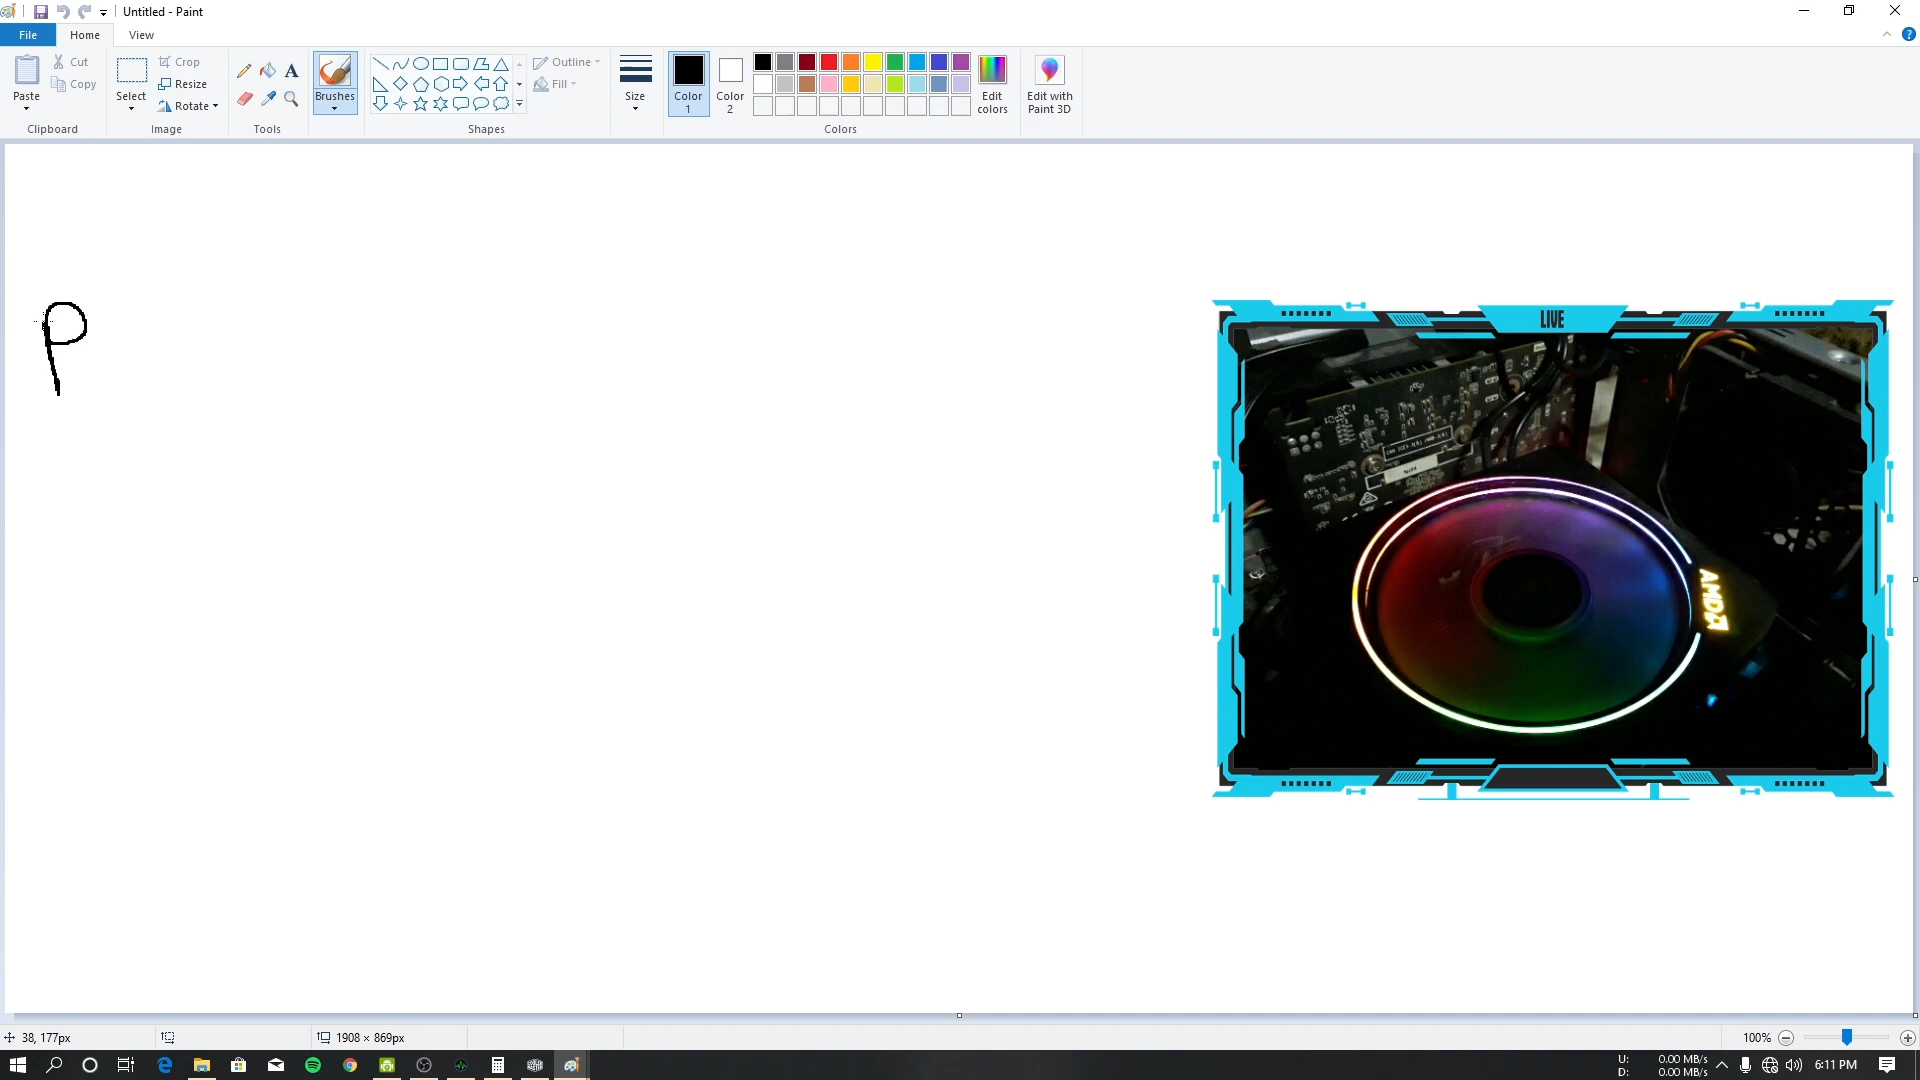 Untitled - Paint
File
Home
View
Paste
Cut
Copy
Clipboard
Select
Crop
Resize
Rotate
Image
A
Tools
Brushes
Shapes
Outline
Fill
Size
Color
1
Color
2
Colors
Edit
colors
Edit with
Paint 3D
P
LIVE
AMD
38, 177px
1908 × 869px
100%
U: 0.00 MB/s
D: 0.00 MB/s
6:11 PM